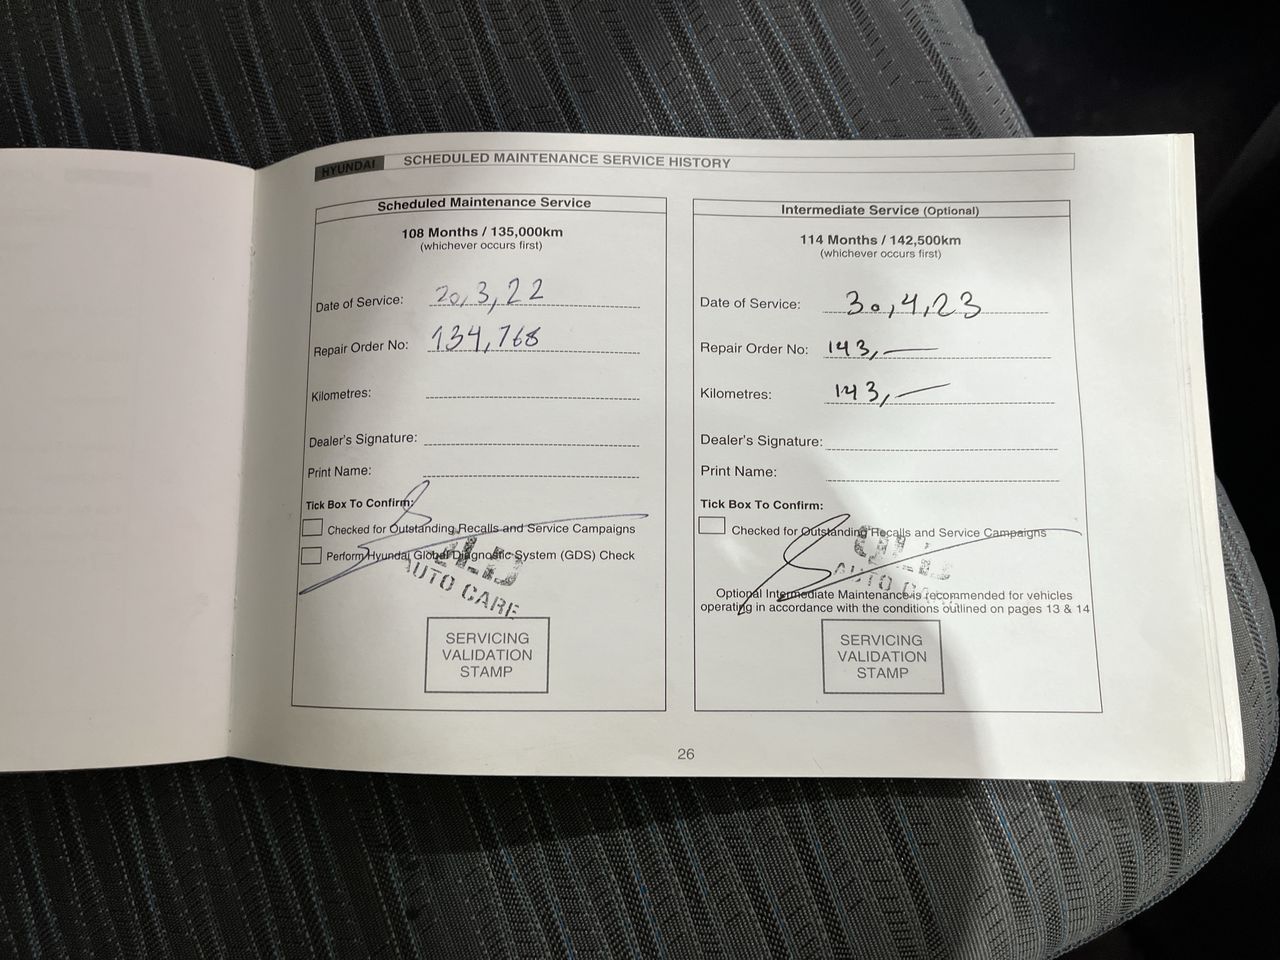 HYUNDAI SCHEDULED MAINTENANCE SERVICE HISTORY
Scheduled Maintenance Service
108 Months / 135,000km
(whichever occurs first)
Date of Service: 20,3,22
Repair Order No: 134,768
Kilometres:
Dealer's Signature:
Print Name:
Tick Box To Confirm:
Checked for Outstanding Recalls and Service Campaigns
Perform Hyundai Global Diagnostic System (GDS) Check
AUTO CARE
SERVICING
VALIDATION
STAMP
Intermediate Service (Optional)
114 Months / 142,500km
(whichever occurs first)
Date of Service: 30,4,23
Repair Order No: 143,—
Kilometres: 143,—
Dealer's Signature:
Print Name:
Tick Box To Confirm:
Checked for Outstanding Recalls and Service Campaigns
AUTO CARE
Optional Intermediate Maintenance is recommended for vehicles
operating in accordance with the conditions outlined on pages 13 & 14
SERVICING
VALIDATION
STAMP
26